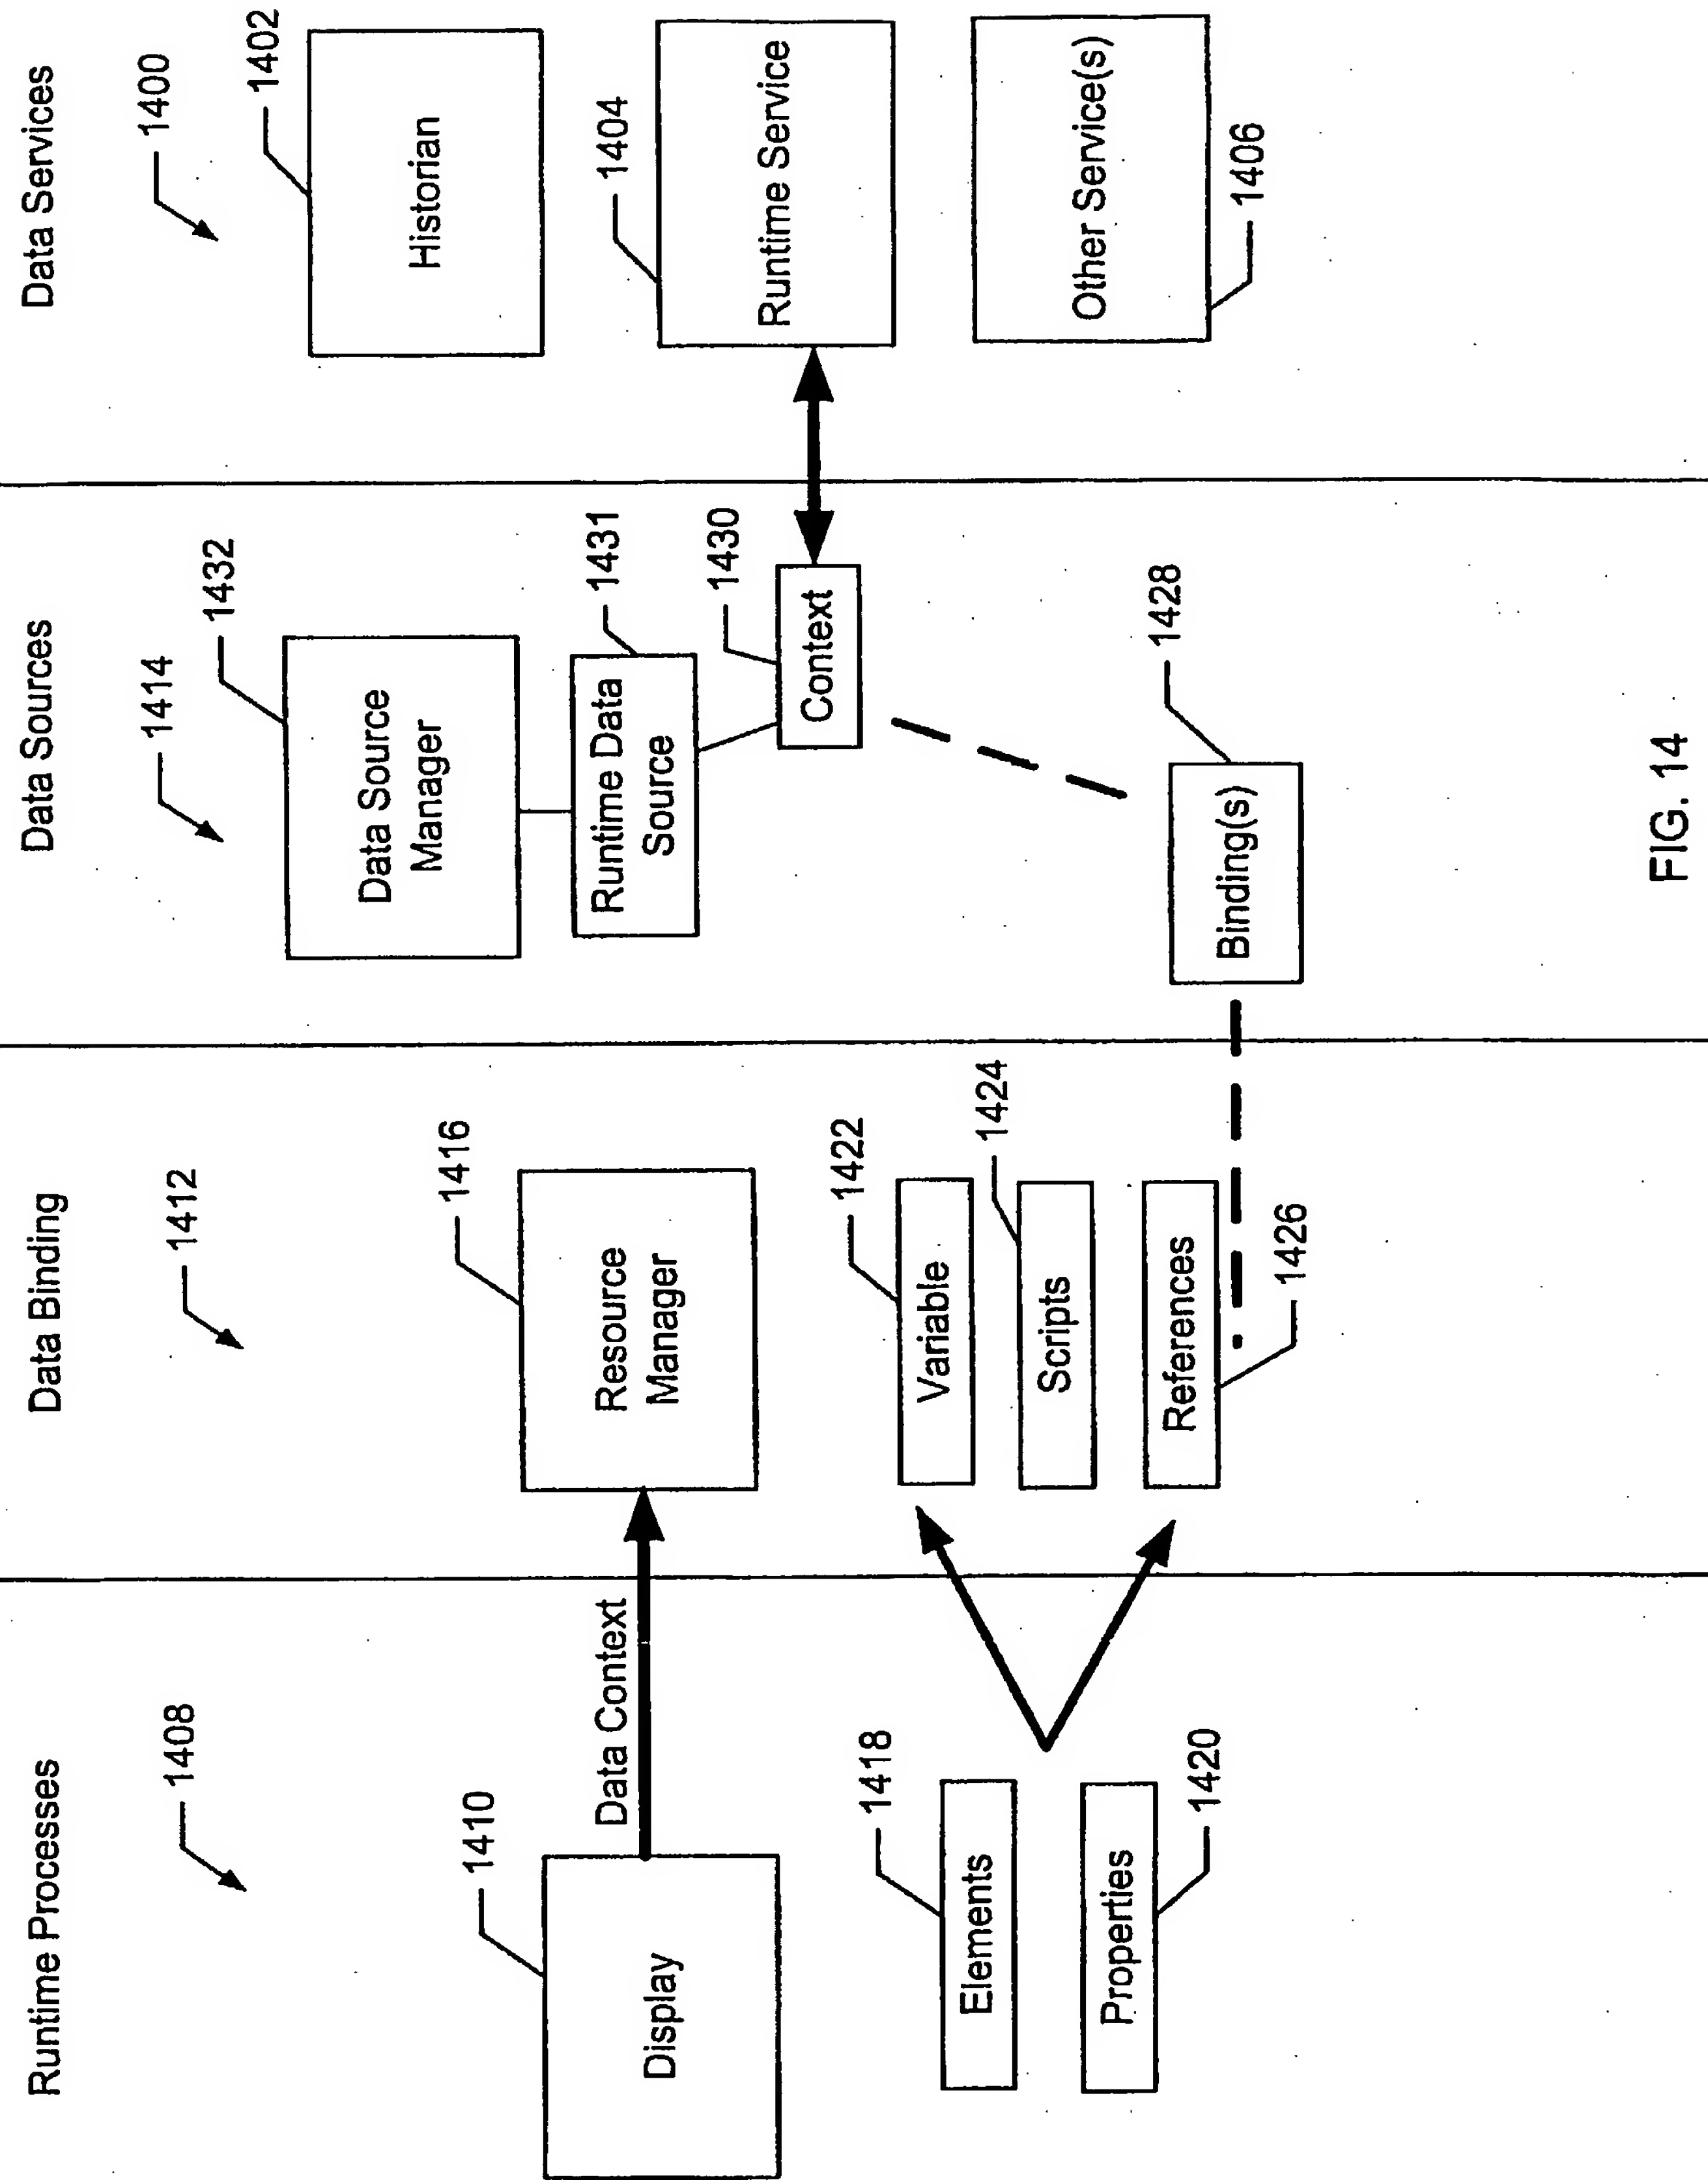 Runtime Processes
Data Binding
Data Sources
Data Services
1408
1412
1414
1400
1410
Display
Data Context
1416
Resource
Manager
1432
Data Source
Manager
1402
Historian
1431
Runtime Data
Source
1404
Runtime Service
1430
Context
1418
Elements
1420
Properties
1422
Variable
1424
Scripts
References
1426
1428
Binding(s)
Other Service(s)
1406
FIG. 14